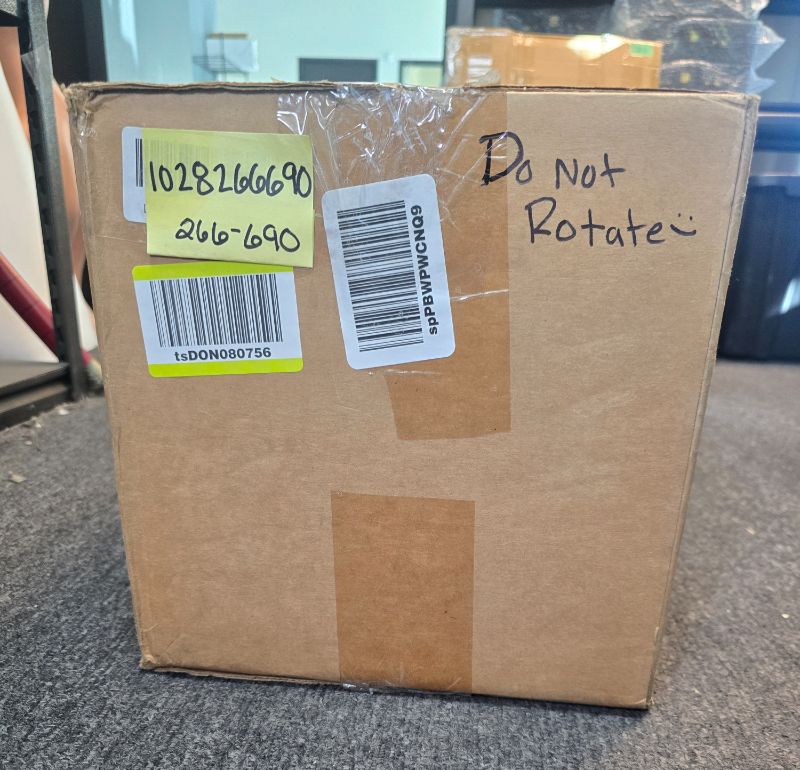 1028266690
266-690
tsDON080756
spPBWPWCNQ9
Do Not
Rotate